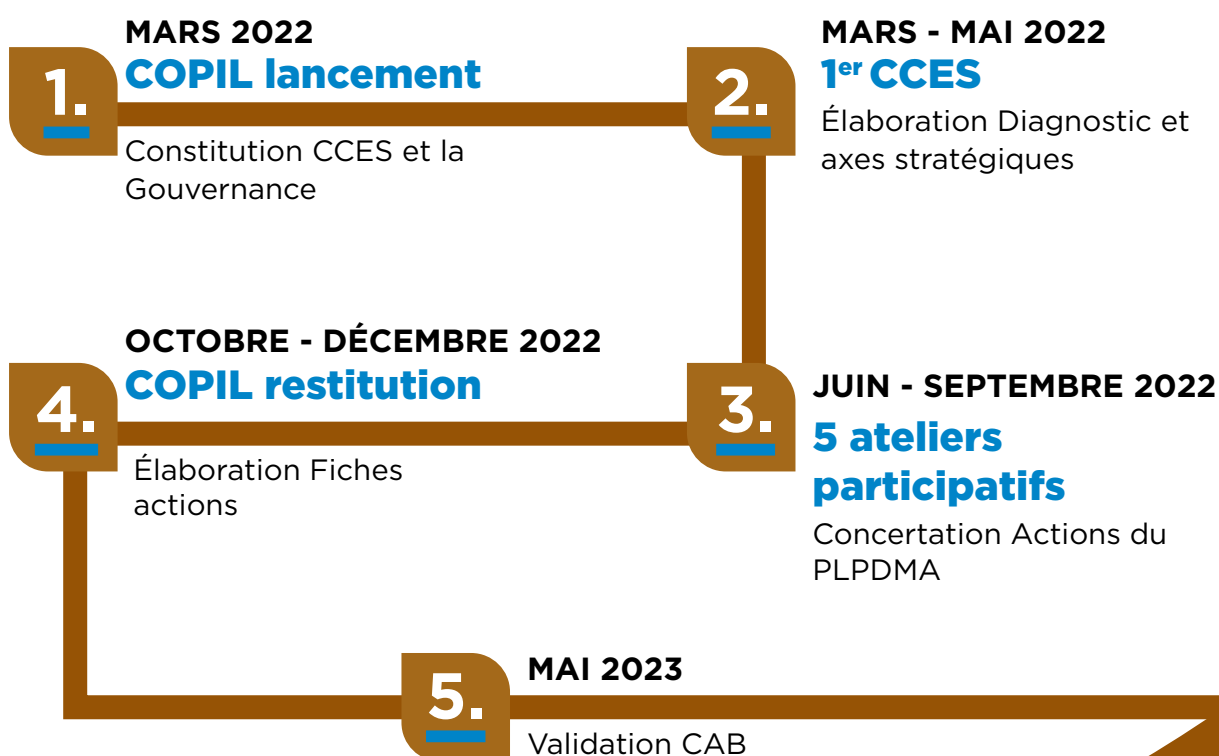 1.
MARS 2022
COPIL lancement
Constitution CCES et la
Gouvernance
2.
MARS - MAI 2022
1er CCES
Élaboration Diagnostic et
axes stratégiques
3.
JUIN - SEPTEMBRE 2022
5 ateliers
participatifs
Concertation Actions du
PLPDMA
4.
OCTOBRE - DÉCEMBRE 2022
COPIL restitution
Élaboration Fiches
actions
5.
MAI 2023
Validation CAB